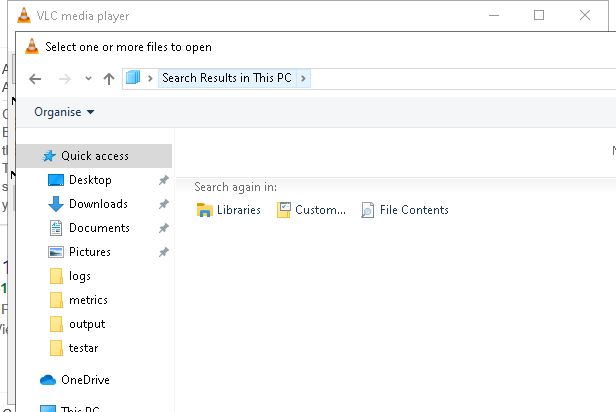 VLC media player
Select one or more files to open
Search Results in This PC
Organise
Quick access
Search again in:
Desktop
Libraries Custom... File Contents
Downloads
Documents
Pictures
logs
metrics
output
testar
OneDrive
This PC